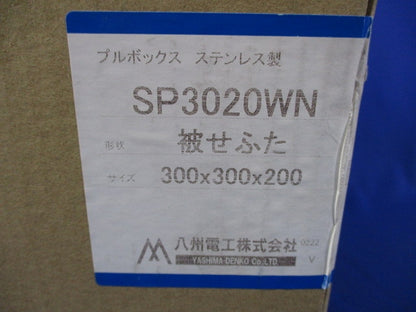 プルボックス ステンレス製
SP3020WN
形状 被せふた
サイズ 300x300x200
八州電工株式会社 0222
YASHIMA-DENKO Co.,LTD. V